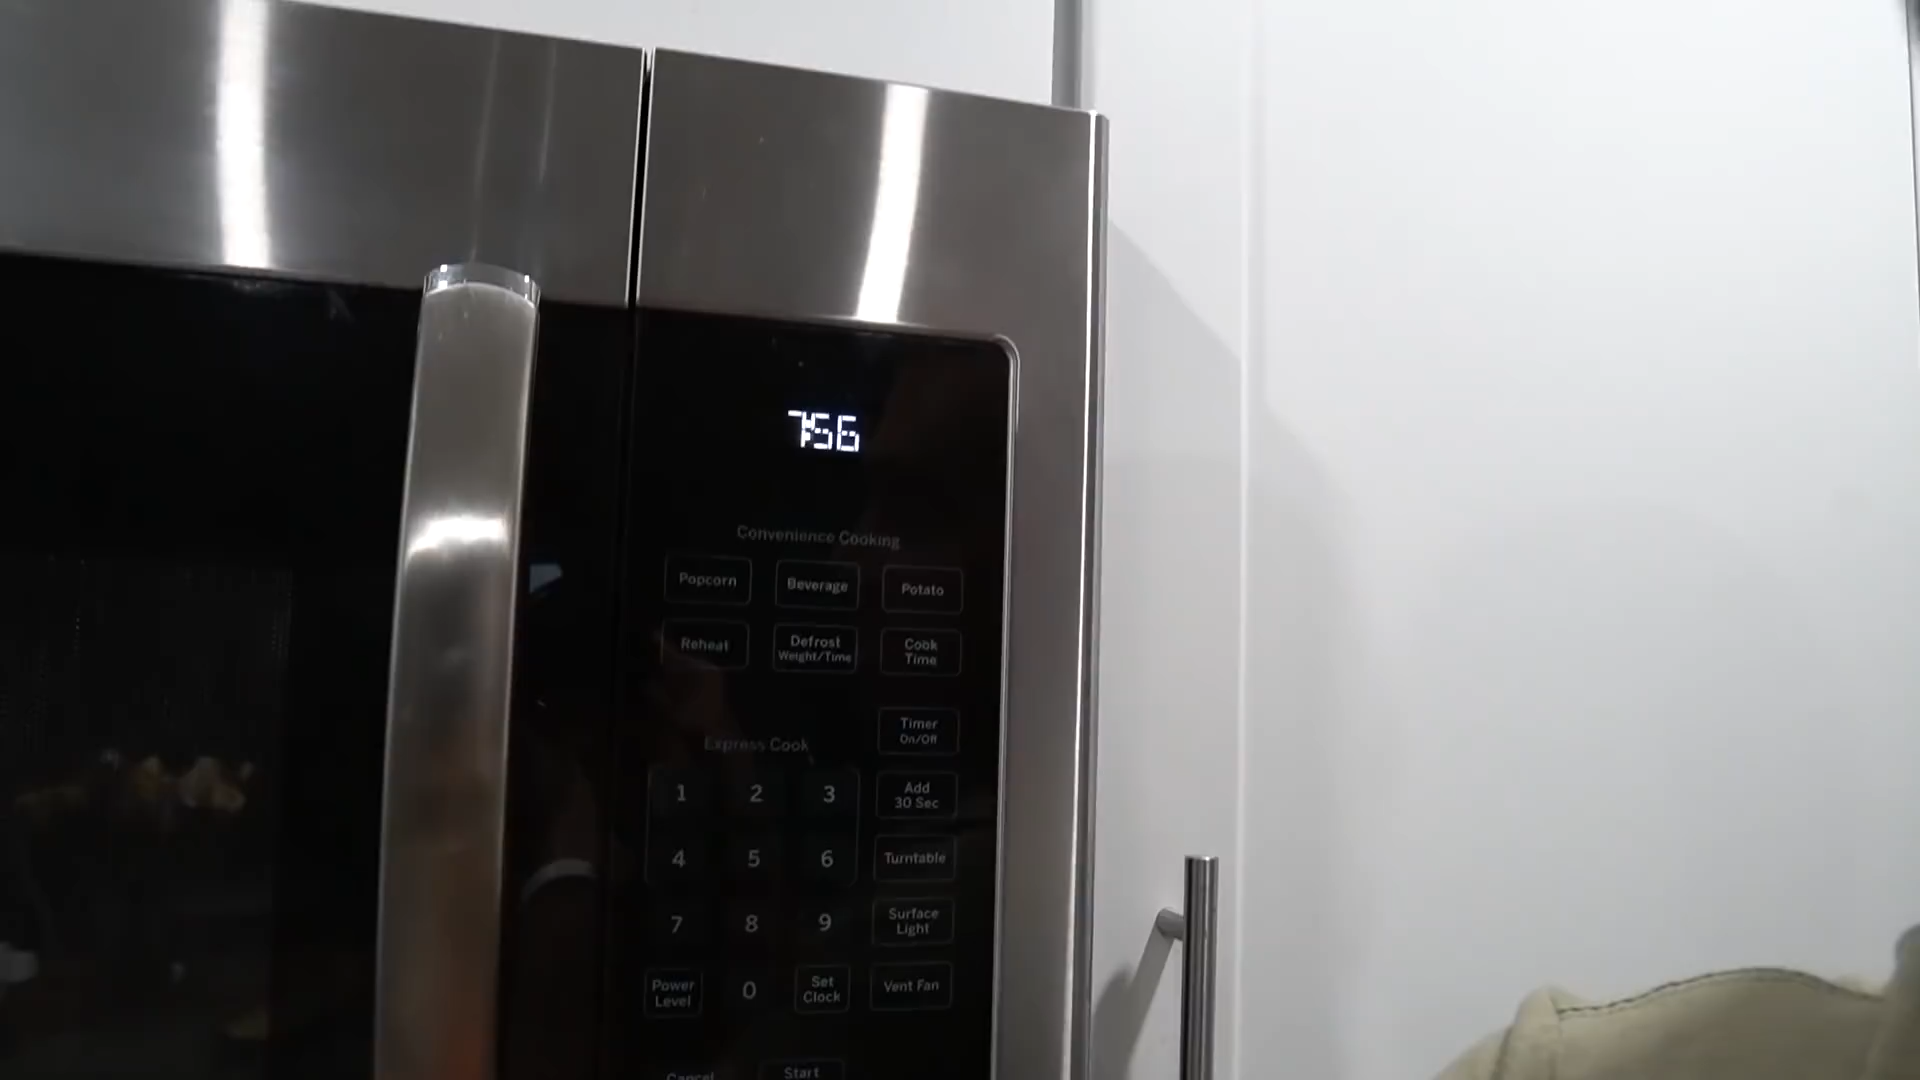 7:56
Convenience Cooking
Popcorn
Beverage
Potato
Reheat
Defrost
Weight/Time
Cook
Time
Timer
On/Off
Express Cook
1 2 3
Add
30 Sec
4 5 6
Turntable
7 8 9
Surface
Light
Power
Level
0
Set
Clock
Vent Fan
Cancel
Start